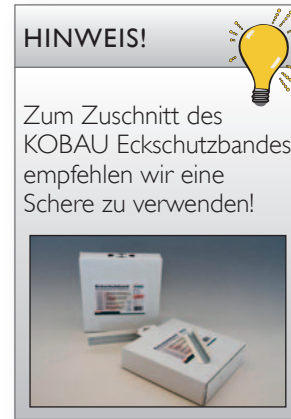 HINWEIS!
Zum Zuschnitt des
KOBAU Eckschutzbandes
empfehlen wir eine
Schere zu verwenden!